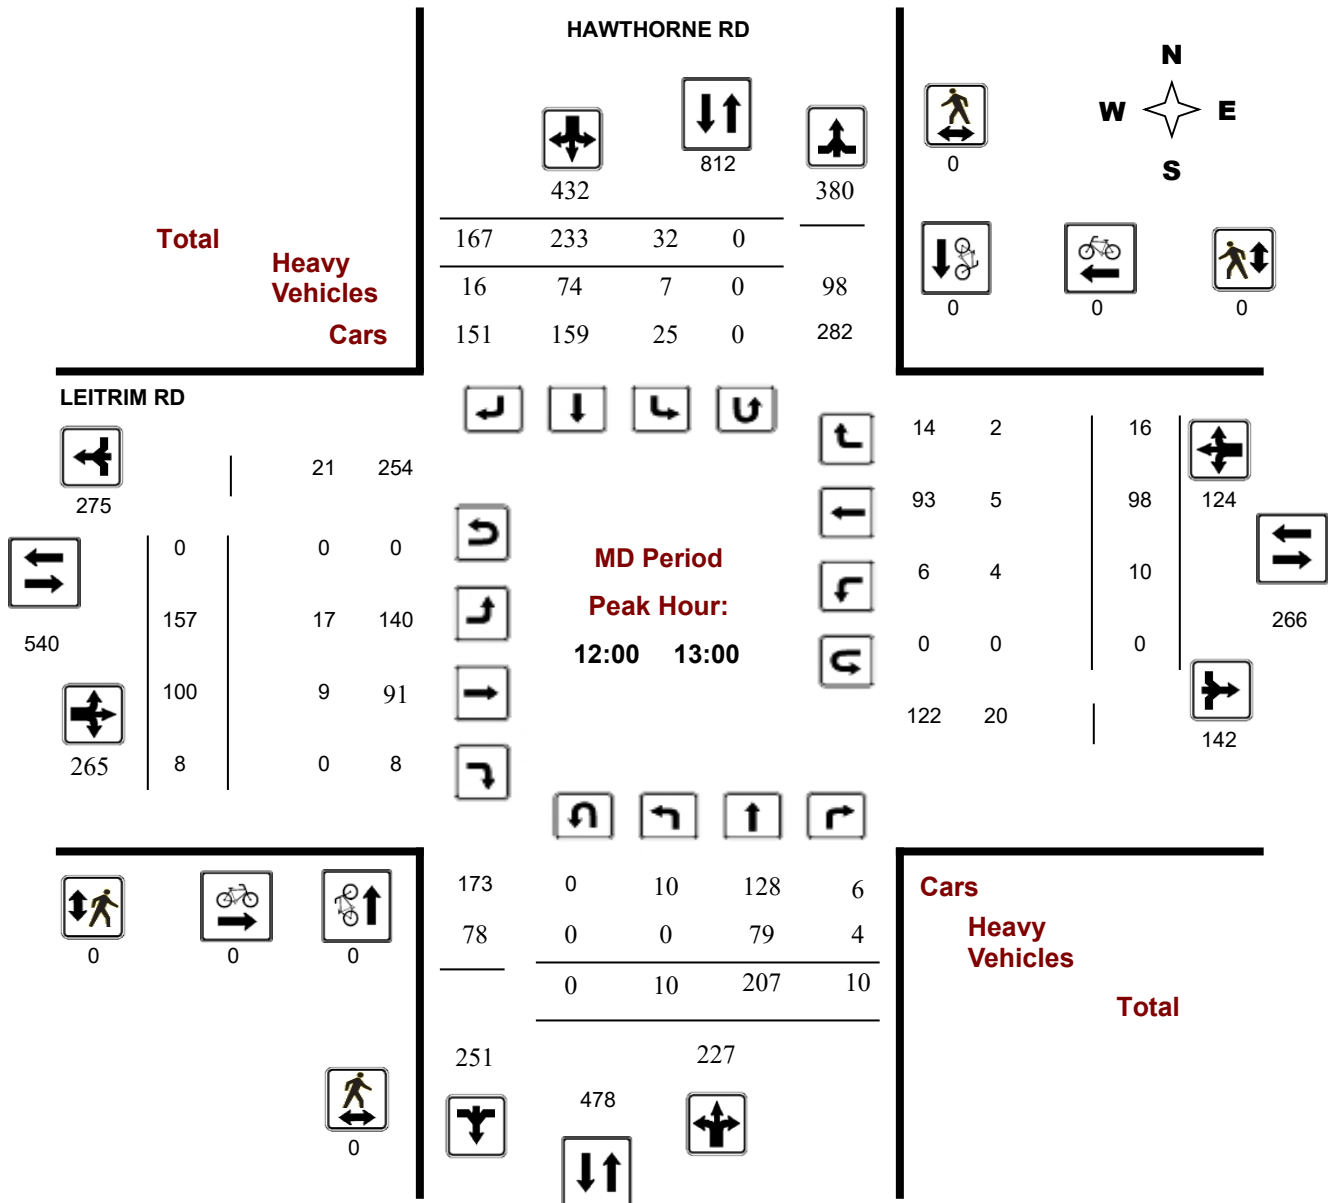 HAWTHORNE RD
N
W E
S
812
0
432 380
Total
167 233 32 0
Heavy
Vehicles
16 74 7 0 98
Cars
151 159 25 0 282
0 0 0
LEITRIM RD
14 2 16
21 254
275
93 5 98 124
0 0 0
MD Period
6 4 10
Peak Hour:
157 17 140
266
540
12:00 13:00
0 0 0
100 9 91
122 20
142
265 8 0 8
173 0 10 128 6
Cars
78 0 0 79 4
Heavy
Vehicles
0 0 0
0 10 207 10
Total
251 227
478
0